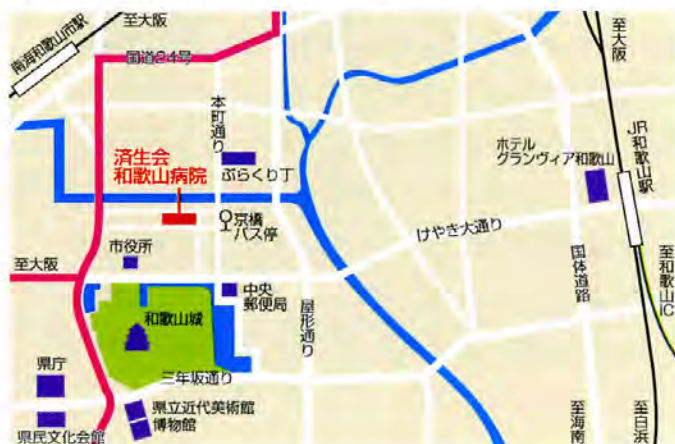 至大阪
南海和歌山市駅
国道24号
本町通り
済生会
和歌山病院
ぶらくり丁
京橋
バス停
市役所
至大阪
けやき大通り
ホテル
グランヴィア和歌山
至大阪
JR和歌山駅
国体道路
至和歌山IC
中央
郵便局
和歌山城
屋形通り
三年坂通り
県庁
県民文化会館
県立近代美術館
博物館
至海南
至白浜